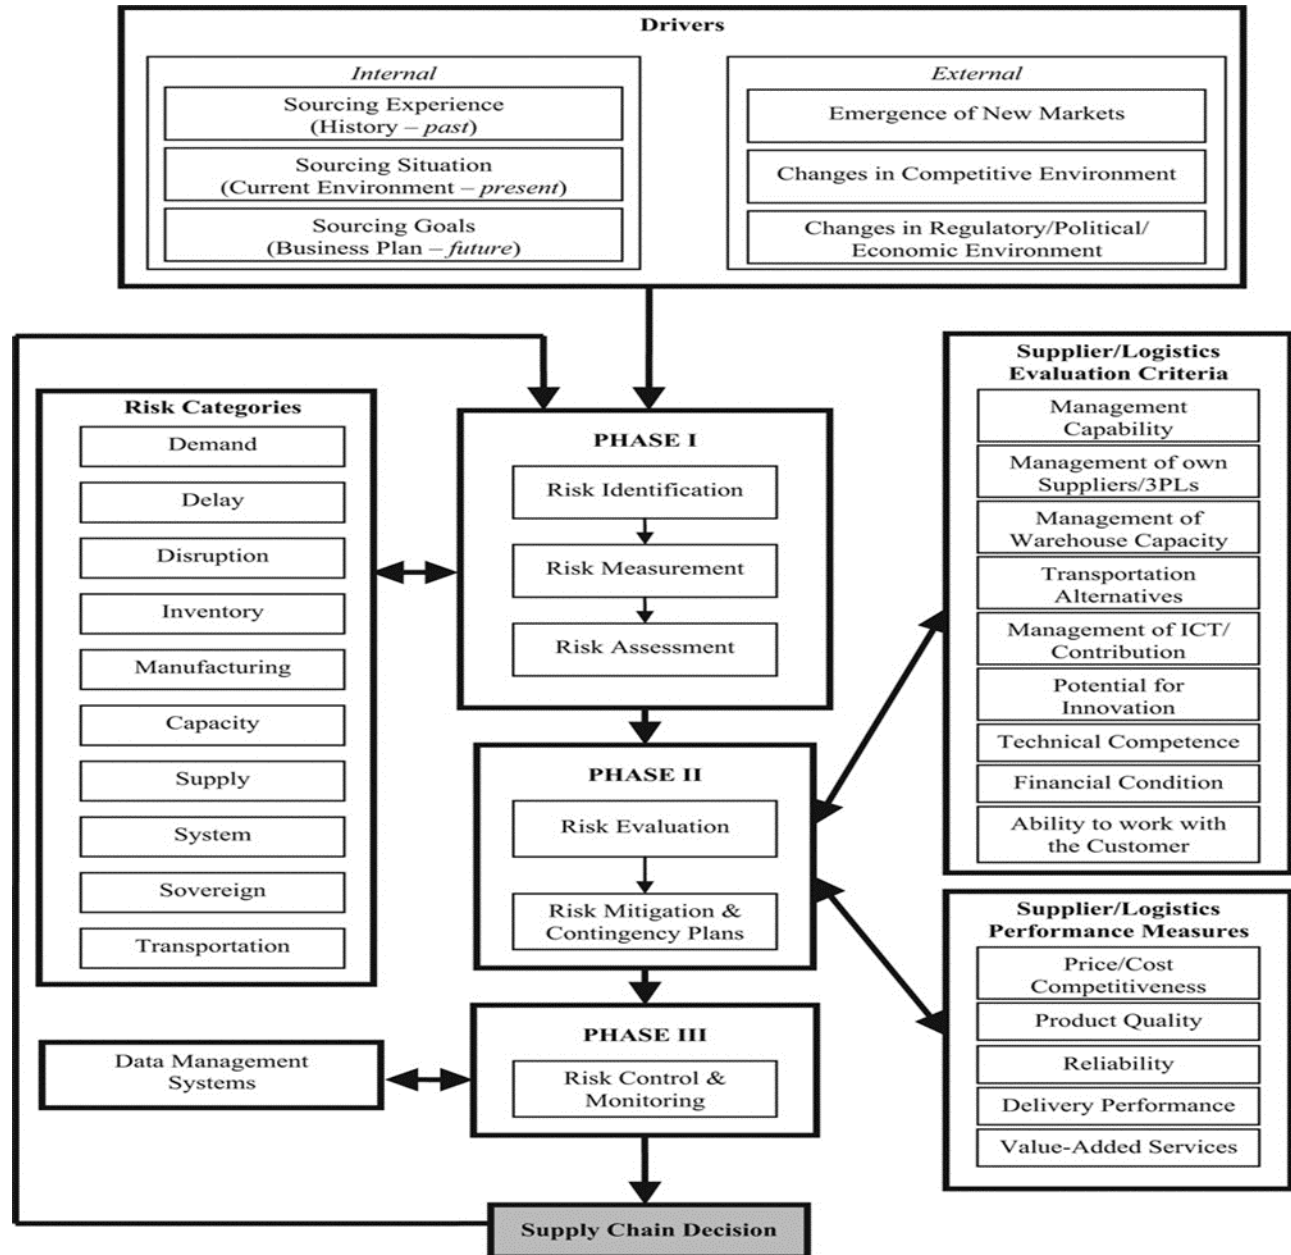 Drivers
Internal
Sourcing Experience
(History – past)
Sourcing Situation
(Current Environment – present)
Sourcing Goals
(Business Plan – future)
External
Emergence of New Markets
Changes in Competitive Environment
Changes in Regulatory/Political/
Economic Environment
Risk Categories
Demand
Delay
Disruption
Inventory
Manufacturing
Capacity
Supply
System
Sovereign
Transportation
Data Management
Systems
PHASE I
Risk Identification
Risk Measurement
Risk Assessment
PHASE II
Risk Evaluation
Risk Mitigation &
Contingency Plans
PHASE III
Risk Control &
Monitoring
Supply Chain Decision
Supplier/Logistics
Evaluation Criteria
Management
Capability
Management of own
Suppliers/3PLs
Management of
Warehouse Capacity
Transportation
Alternatives
Management of ICT/
Contribution
Potential for
Innovation
Technical Competence
Financial Condition
Ability to work with
the Customer
Supplier/Logistics
Performance Measures
Price/Cost
Competitiveness
Product Quality
Reliability
Delivery Performance
Value-Added Services